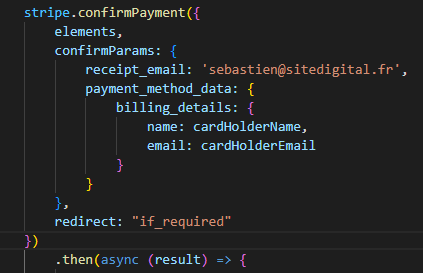 stripe.confirmPayment({
elements,
confirmParams: {
receipt_email: 'sebastien@sitedigital.fr',
payment_method_data: {
billing_details: {
name: cardHolderName,
email: cardHolderEmail
}
}
},
redirect: "if_required"
})
.then(async (result) => {